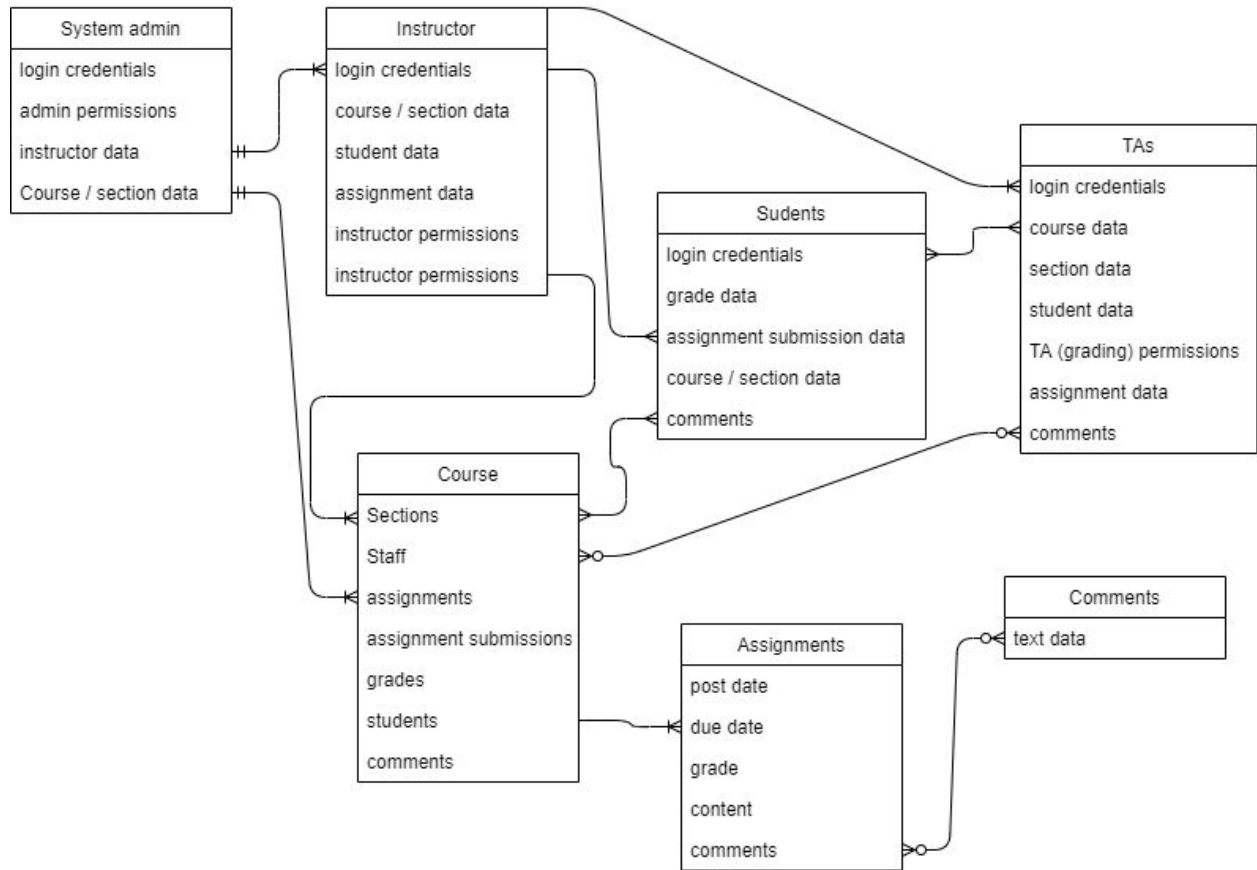 System admin
login credentials
admin permissions
instructor data
Course / section data
Instructor
login credentials
course / section data
student data
assignment data
instructor permissions
instructor permissions
TAs
login credentials
course data
section data
student data
TA (grading) permissions
assignment data
comments
Sudents
login credentials
grade data
assignment submission data
course / section data
comments
Course
Sections
Staff
assignments
assignment submissions
grades
students
comments
Assignments
post date
due date
grade
content
comments
Comments
text data